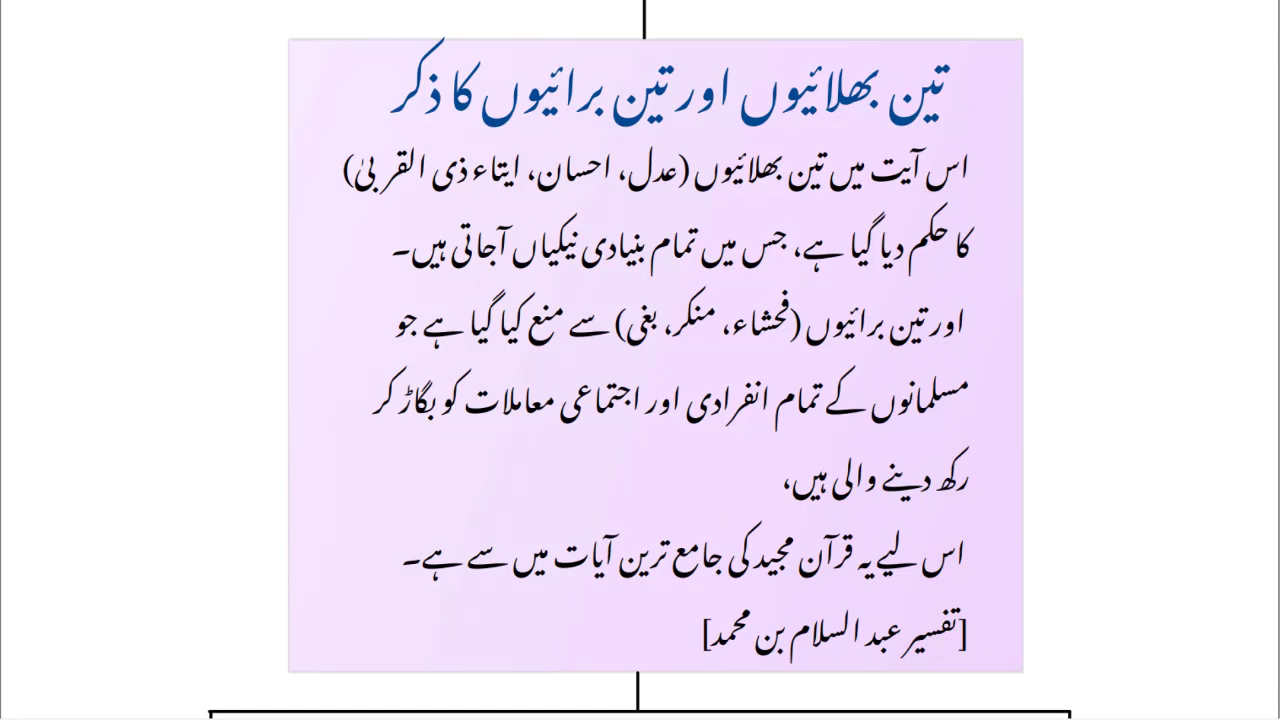 تین بھلائیوں اور تین برائیوں کا ذکر
اس آیت میں تین بھلائیوں (عدل، احسان، ایتاء ذی القربیٰ)
کا حکم دیا گیا ہے، جس میں تمام بنیادی نیکیاں آجاتی ہیں۔
اور تین برائیوں (فحشاء، منکر، بغی) سے منع کیا گیا ہے جو
مسلمانوں کے تمام انفرادی اور اجتماعی معاملات کو بگاڑ کر
رکھ دینے والی ہیں،
اس لیے یہ قرآن مجید کی جامع ترین آیات میں سے ہے۔
[تفسیر عبد السلام بن محمد]